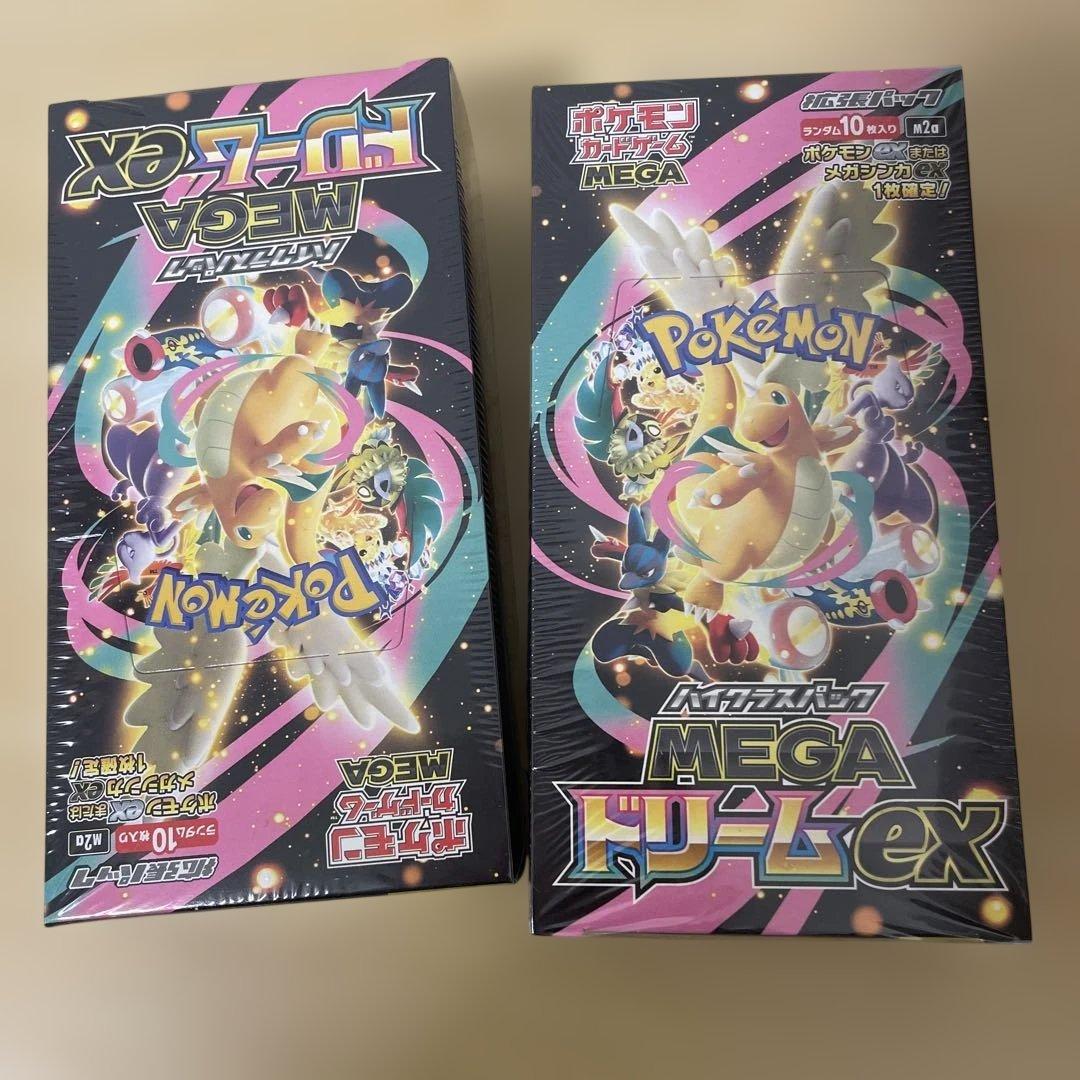 拡張パック
ランダム10枚入り m2a
ポケモンexまたは
メガシンカex
1枚確定!
ポケモン
カードゲーム
MEGA
POKÉMON
ハイクラスパック
MEGA
ドリームex
ポケモン
カードゲーム
MEGA
拡張パック
ランダム10枚入り m2a
ポケモンexまたは
メガシンカex
1枚確定!
POKÉMON
TM
ハイクラスパック
MEGA
ドリームex